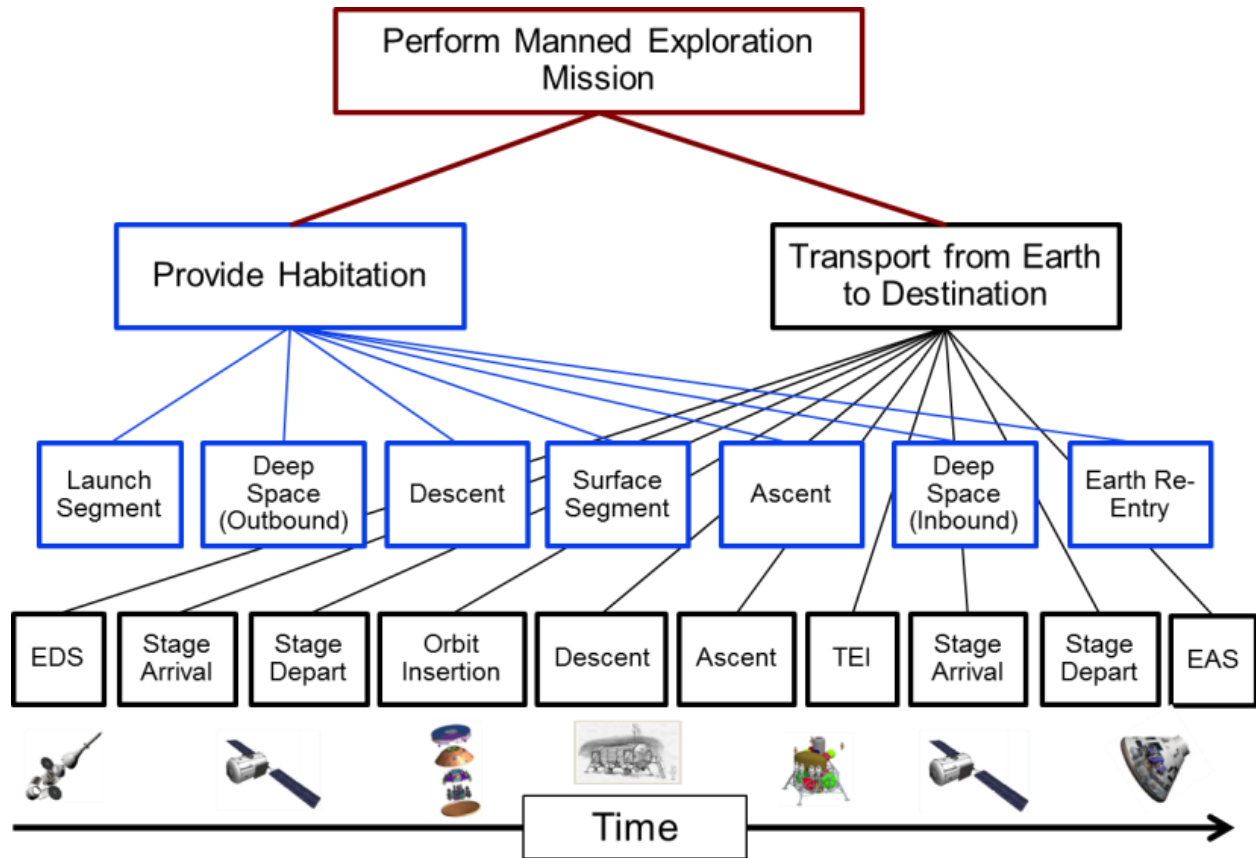 Perform Manned Exploration
Mission
Provide Habitation
Transport from Earth
to Destination
Launch
Segment
Deep
Space
(Outbound)
Descent
Surface
Segment
Ascent
Deep
Space
(Inbound)
Earth Re-
Entry
EDS
Stage
Arrival
Stage
Depart
Orbit
Insertion
Descent
Ascent
TEI
Stage
Arrival
Stage
Depart
EAS
Time